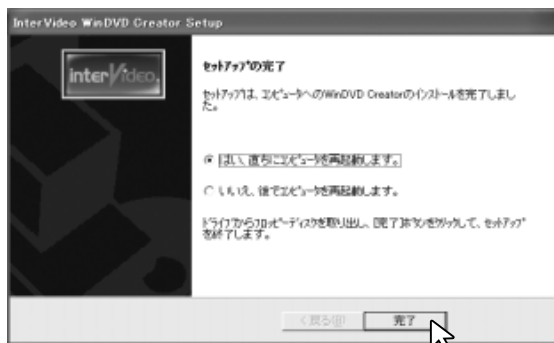 InterVideo WinDVD Creator Setup
InterVideo.
ｾｯﾄｱｯﾌﾟの完了
ｾｯﾄｱｯﾌﾟは、ｺﾝﾋﾟｭｰﾀへのWinDVD Creatorのｲﾝｽﾄｰﾙを完了しまし
た。
はい、直ちにｺﾝﾋﾟｭｰﾀを再起動します。
いいえ、後でｺﾝﾋﾟｭｰﾀを再起動します。
ﾄﾞﾗｲﾌﾞからﾌﾛｯﾋﾟｰﾃﾞｨｽｸを取り出し、[完了]ﾎﾞﾀﾝをｸﾘｯｸして、ｾｯﾄｱｯﾌﾟ
を終了します。
< 戻る(B)
完了